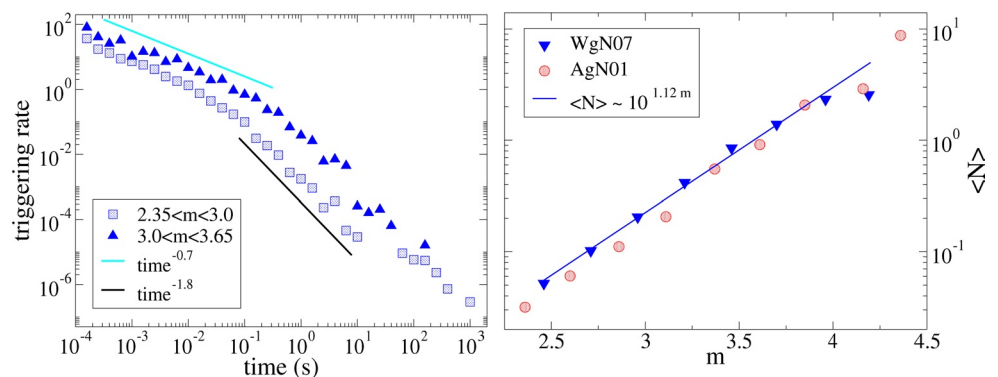 triggering rate
10^2
10^0
10^-2
10^-4
10^-6
2.35<m<3.0
3.0<m<3.65
time^-0.7
time^-1.8
10^-4 10^-3 10^-2 10^-1 10^0 10^1 10^2 10^3
time (s)
WgN07
AgN01
<N> ~ 10^1.12 m
10^1
10^0
10^-1
<N>
2.5 3 3.5 4 4.5
m